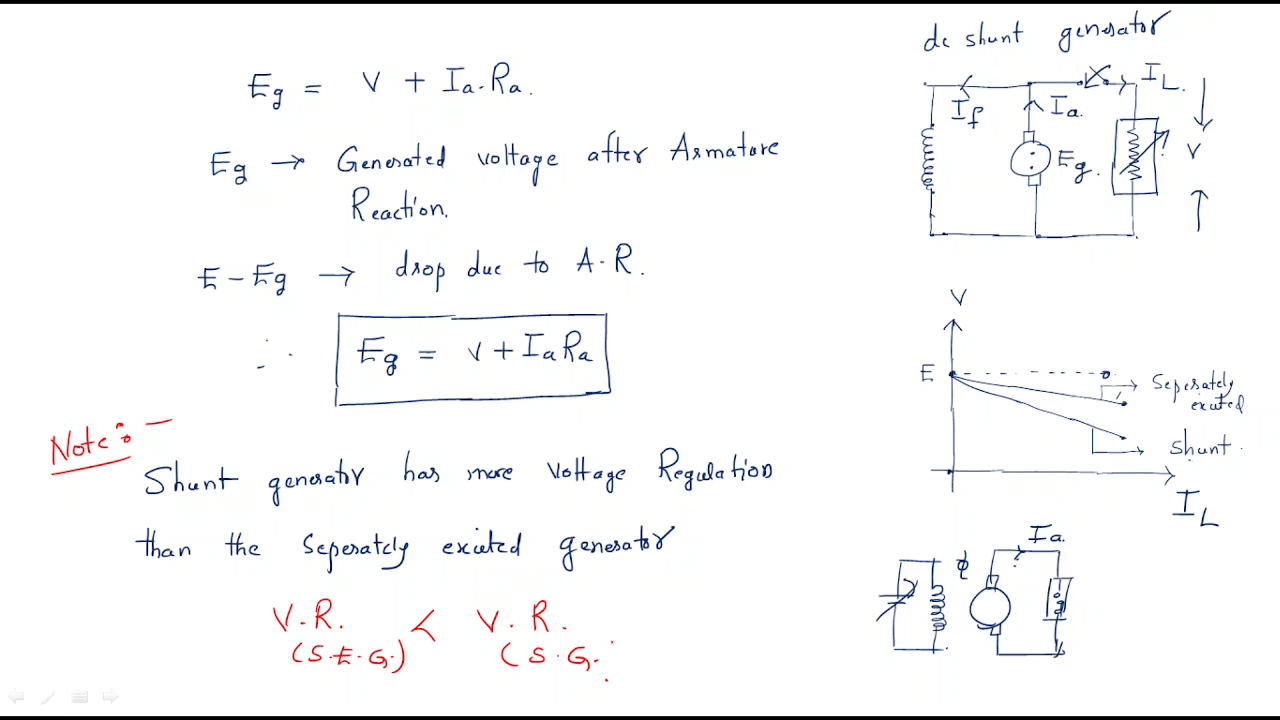 dc shunt generator
Eg = V + Ia.Ra.
Eg → Generated voltage after Armature
Reaction.
E - Eg → drop due to A.R.
∴ Eg = V + IaRa
Note:-
Shunt generator has more Voltage Regulation
than the Seperately excited generator
V.R. < V.R.
(S.E.G.) (S.G.
If Ia IL.
Eg. V
V
E
Seperately
excited
Shunt.
IL
Ia.
ϕ